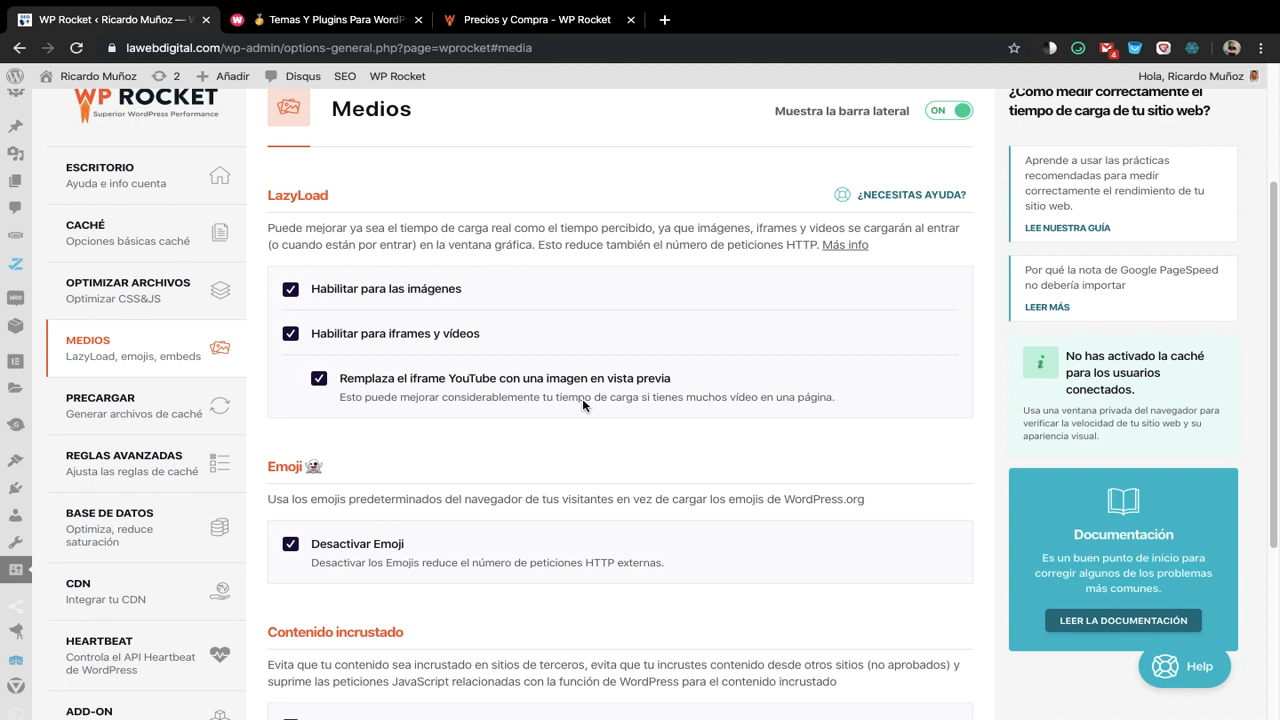 WP Rocket ‹ Ricardo Muñoz —
Temas Y Plugins Para WordP
Precios y Compra - WP Rocket
lawebdigital.com/wp-admin/options-general.php?page=wprocket#media
4
Ricardo Muñoz
2
Añadir
Disqus
SEO
WP Rocket
Hola, Ricardo Muñoz
WP ROCKET
Superior WordPress Performance
ESCRITORIO
Ayuda e info cuenta
CACHÉ
Opciones básicas caché
OPTIMIZAR ARCHIVOS
Optimizar CSS&JS
MEDIOS
LazyLoad, emojis, embeds
PRECARGAR
Generar archivos de caché
REGLAS AVANZADAS
Ajusta las reglas de caché
BASE DE DATOS
Optimiza, reduce
saturación
CDN
Integrar tu CDN
HEARTBEAT
Controla el API Heartbeat
de WordPress
ADD-ON
Medios
Muestra la barra lateral
ON
LazyLoad
¿NECESITAS AYUDA?
Puede mejorar ya sea el tiempo de carga real como el tiempo percibido, ya que imágenes, iframes y videos se cargarán al entrar
(o cuando están por entrar) en la ventana gráfica. Esto reduce también el número de peticiones HTTP. Más info
Habilitar para las imágenes
Habilitar para iframes y vídeos
Remplaza el iframe YouTube con una imagen en vista previa
Esto puede mejorar considerablemente tu tiempo de carga si tienes muchos vídeo en una página.
Emoji
Usa los emojis predeterminados del navegador de tus visitantes en vez de cargar los emojis de WordPress.org
Desactivar Emoji
Desactivar los Emojis reduce el número de peticiones HTTP externas.
Contenido incrustado
Evita que tu contenido sea incrustado en sitios de terceros, evita que tu incrustes contenido desde otros sitios (no aprobados) y
suprime las peticiones JavaScript relacionadas con la función de WordPress para el contenido incrustado
¿Cómo medir correctamente el
tiempo de carga de tu sitio web?
Aprende a usar las prácticas
recomendadas para medir
correctamente el rendimiento de tu
sitio web.
LEE NUESTRA GUÍA
Por qué la nota de Google PageSpeed
no debería importar
LEER MÁS
i
No has activado la caché
para los usuarios
conectados.
Usa una ventana privada del navegador para
verificar la velocidad de tu sitio web y su
apariencia visual.
Documentación
Es un buen punto de inicio para
corregir algunos de los problemas
más comunes.
LEER LA DOCUMENTACIÓN
Help